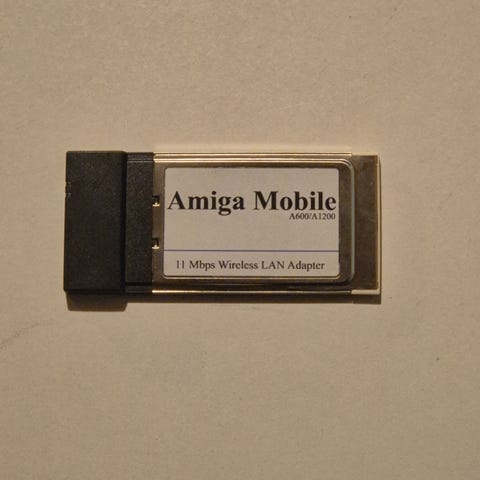 Amiga Mobile
A600/A1200
11 Mbps Wireless LAN Adapter